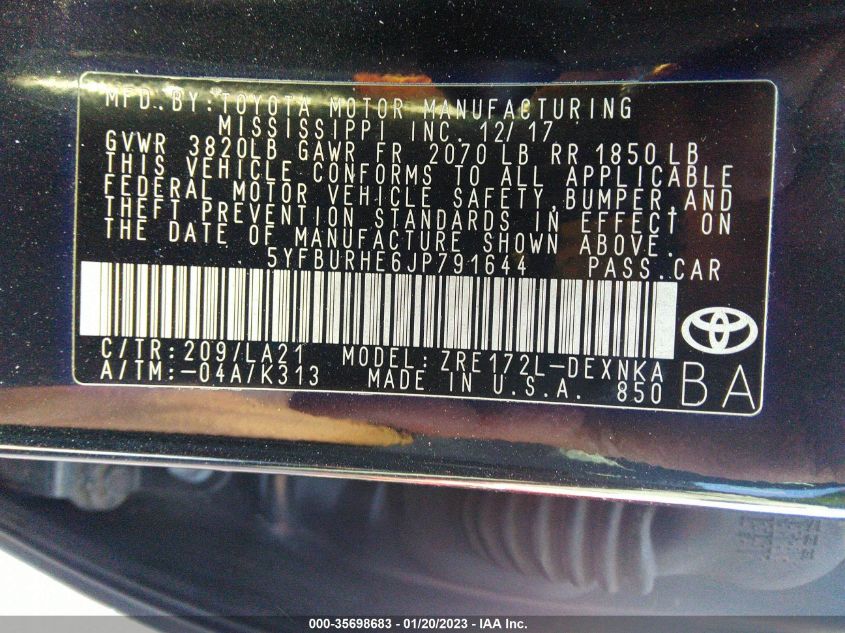 MFD. BY: TOYOTA MOTOR MANUFACTURING
MISSISSIPPI INC. 12/17
GVWR 3820LB GAWR FR 2070 LB RR 1850 LB
THIS VEHICLE CONFORMS TO ALL APPLICABLE
FEDERAL MOTOR VEHICLE SAFETY, BUMPER, AND
THEFT PREVENTION STANDARDS IN EFFECT ON
THE DATE OF MANUFACTURE SHOWN ABOVE.
5YFBURHE6JP791644 PASS. CAR
C/TR: 209/LA21 MODEL: ZRE172L-DEXNKA
A/TM: -04A/K313 MADE IN U.S.A. 850
BA
000-35698683 - 01/20/2023 - IAA Inc.